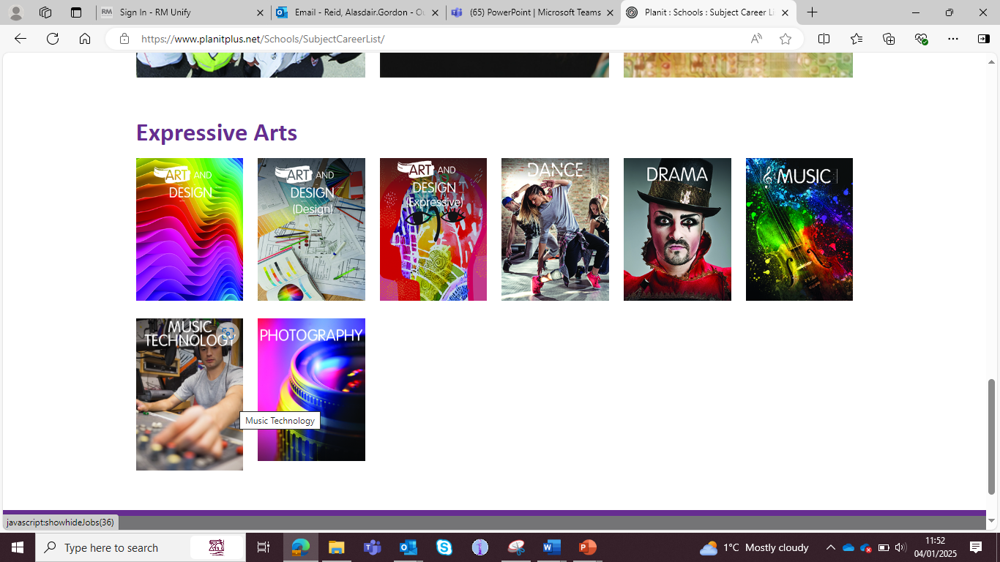 Sign In - RM Unify
Email - Reid, Alasdair.Gordon - Ou
(65) PowerPoint | Microsoft Teams
Planit : Schools : Subject Career Li
https://www.planitplus.net/Schools/SubjectCareerList/
Expressive Arts
ART AND
DESIGN
ART AND
DESIGN
(Design)
ART AND
DESIGN
(Expressive)
DANCE
DRAMA
MUSIC
MUSIC
TECHNOLOGY
PHOTOGRAPHY
Music Technology
javascript:showhideJobs(36)
Type here to search
1°C Mostly cloudy
11:52
04/01/2025